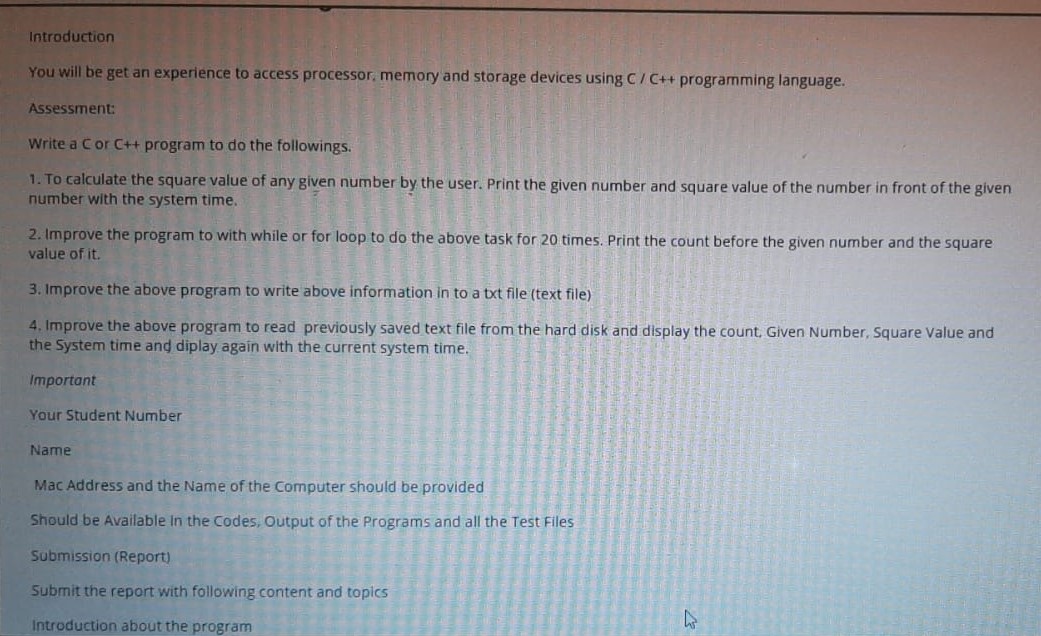 Introduction
You will be get an experience to access processor, memory and storage devices using C / C++ programming language.
Assessment:
Write a C or C++ program to do the followings.
1. To calculate the square value of any given number by the user. Print the given number and square value of the number in front of the given
number with the system time.
2. Improve the program to with while or for loop to do the above task for 20 times. Print the count before the given number and the square
value of it.
3. Improve the above program to write above information in to a txt file (text file)
4. Improve the above program to read previously saved text file from the hard disk and display the count, Given Number, Square Value and
the System time and diplay again with the current system time.
Important
Your Student Number
Name
Mac Address and the Name of the Computer should be provided
Should be Available in the Codes, Output of the Programs and all the Test Files
Submission (Report)
Submit the report with following content and topics
Introduction about the program